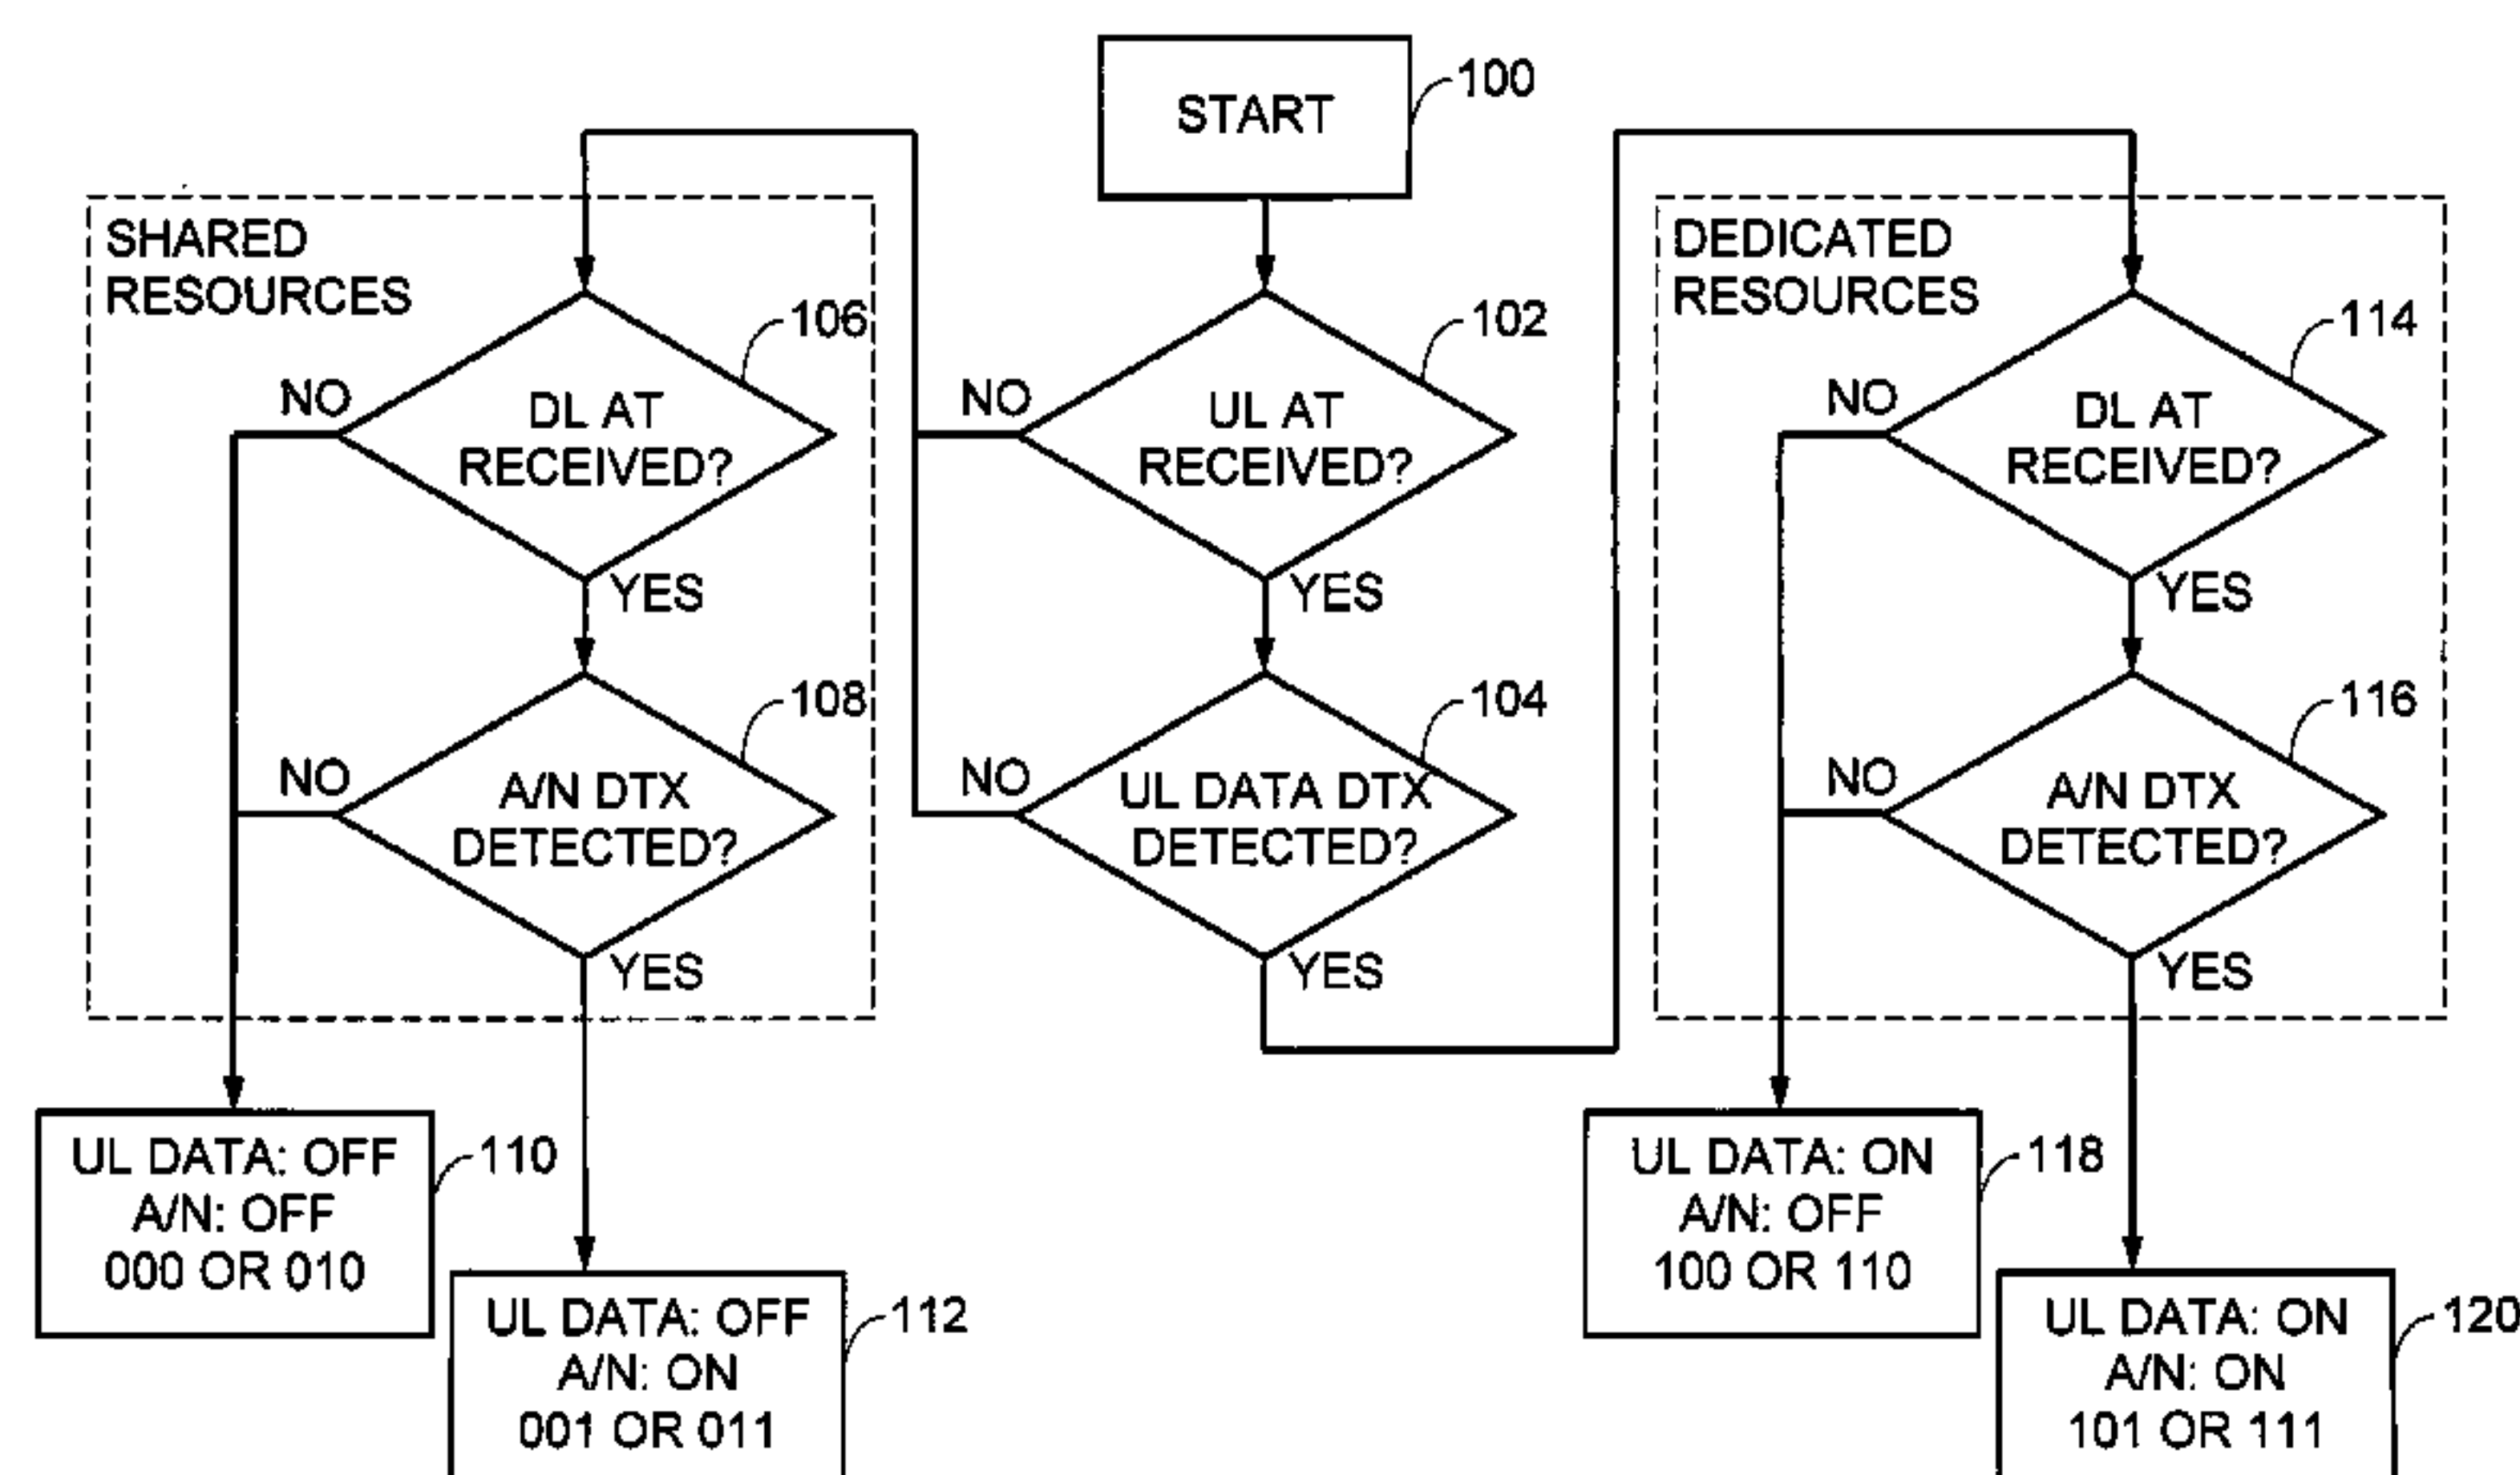 START
100
SHARED
RESOURCES
DEDICATED
RESOURCES
106
102
114
NO
DL AT
RECEIVED?
YES
NO
UL AT
RECEIVED?
YES
NO
DL AT
RECEIVED?
YES
108
104
116
NO
A/N DTX
DETECTED?
YES
NO
UL DATA DTX
DETECTED?
YES
NO
A/N DTX
DETECTED?
YES
UL DATA: OFF
A/N: OFF
000 OR 010
110
UL DATA: OFF
A/N: ON
001 OR 011
112
UL DATA: ON
A/N: OFF
100 OR 110
118
UL DATA: ON
A/N: ON
101 OR 111
120